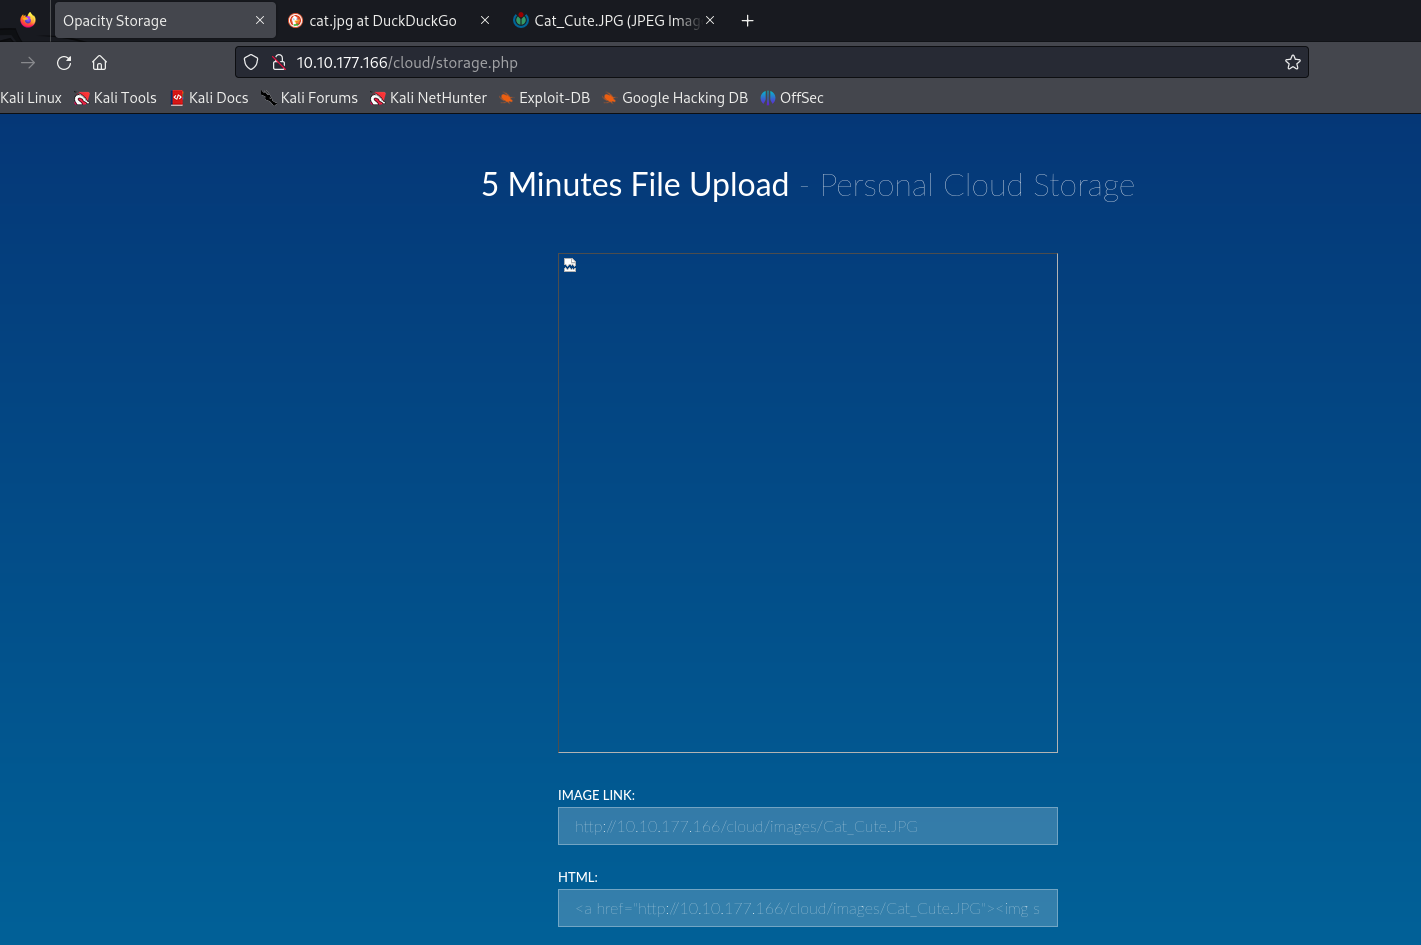 Opacity Storage
cat.jpg at DuckDuckGo
Cat_Cute.JPG (JPEG Imag
10.10.177.166/cloud/storage.php
Kali Linux Kali Tools Kali Docs Kali Forums Kali NetHunter Exploit-DB Google Hacking DB OffSec
5 Minutes File Upload - Personal Cloud Storage
IMAGE LINK:
http://10.10.177.166/cloud/images/Cat_Cute.JPG
HTML:
<a href="http://10.10.177.166/cloud/images/Cat_Cute.JPG"><img s